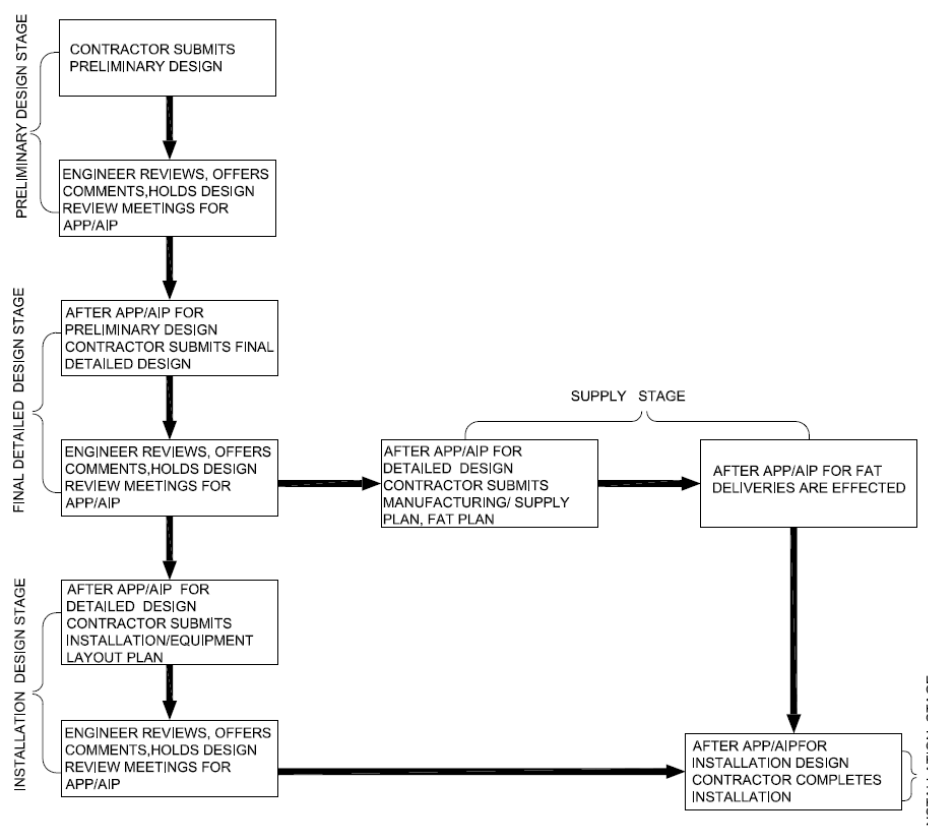 PRELIMINARY DESIGN STAGE
CONTRACTOR SUBMITS
PRELIMINARY DESIGN
ENGINEER REVIEWS, OFFERS
COMMENTS,HOLDS DESIGN
REVIEW MEETINGS FOR
APP/AIP
FINAL DETAILED DESIGN STAGE
AFTER APP/AIP FOR
PRELIMINARY DESIGN
CONTRACTOR SUBMITS FINAL
DETAILED DESIGN
ENGINEER REVIEWS, OFFERS
COMMENTS,HOLDS DESIGN
REVIEW MEETINGS FOR
APP/AIP
SUPPLY STAGE
AFTER APP/AIP FOR
DETAILED DESIGN
CONTRACTOR SUBMITS
MANUFACTURING/ SUPPLY
PLAN, FAT PLAN
AFTER APP/AIP FOR FAT
DELIVERIES ARE EFFECTED
INSTALLATION DESIGN STAGE
AFTER APP/AIP FOR
DETAILED DESIGN
CONTRACTOR SUBMITS
INSTALLATION/EQUIPMENT
LAYOUT PLAN
ENGINEER REVIEWS, OFFERS
COMMENTS,HOLDS DESIGN
REVIEW MEETINGS FOR
APP/AIP
AFTER APP/AIPFOR
INSTALLATION DESIGN
CONTRACTOR COMPLETES
INSTALLATION
STAGE